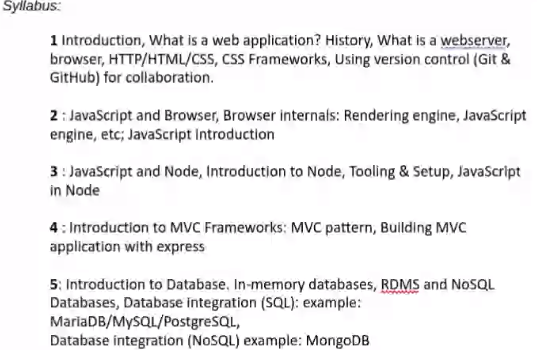 Syllabus:
1 Introduction, What is a web application? History, What is a webserver,
browser, HTTP/HTML/CSS, CSS Frameworks, Using version control (Git &
GitHub) for collaboration.
2 : JavaScript and Browser, Browser internals: Rendering engine, JavaScript
engine, etc; JavaScript Introduction
3 : JavaScript and Node, Introduction to Node, Tooling & Setup, JavaScript
in Node
4 : Introduction to MVC Frameworks: MVC pattern, Building MVC
application with express
5: Introduction to Database. In-memory databases, RDMS and NoSQL
Databases, Database integration (SQL): example:
MariaDB/MySQL/PostgreSQL,
Database integration (NoSQL) example: MongoDB